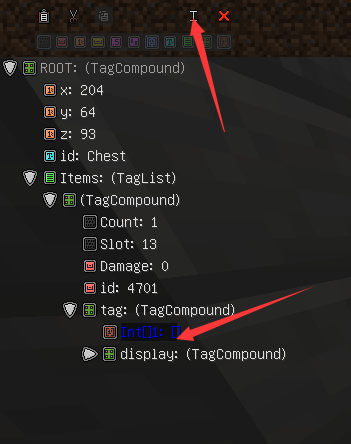 ROOT: (TagCompound)
x: 204
y: 64
z: 93
id: Chest
Items: (TagList)
(TagCompound)
Count: 1
Slot: 13
Damage: 0
id: 4701
tag: (TagCompound)
display: (TagCompound)